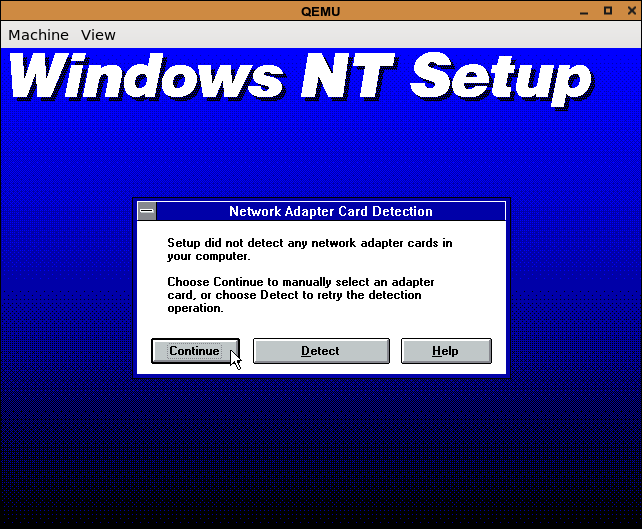 QEMU
Machine View
Windows NT Setup
Network Adapter Card Detection
Setup did not detect any network adapter cards in
your computer.
Choose Continue to manually select an adapter
card, or choose Detect to retry the detection
operation.
Continue Detect Help